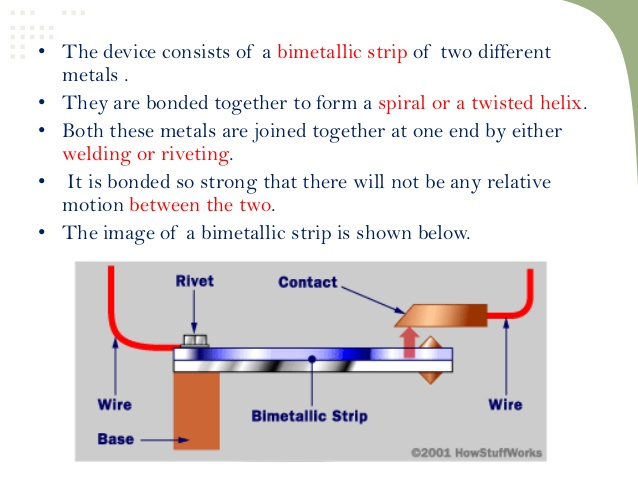 • The device consists of a bimetallic strip of two different
metals .
• They are bonded together to form a spiral or a twisted helix.
• Both these metals are joined together at one end by either
welding or riveting.
• It is bonded so strong that there will not be any relative
motion between the two.
• The image of a bimetallic strip is shown below.
Rivet
Contact
Wire
Bimetallic Strip
Wire
Base
©2001 HowStuffWorks